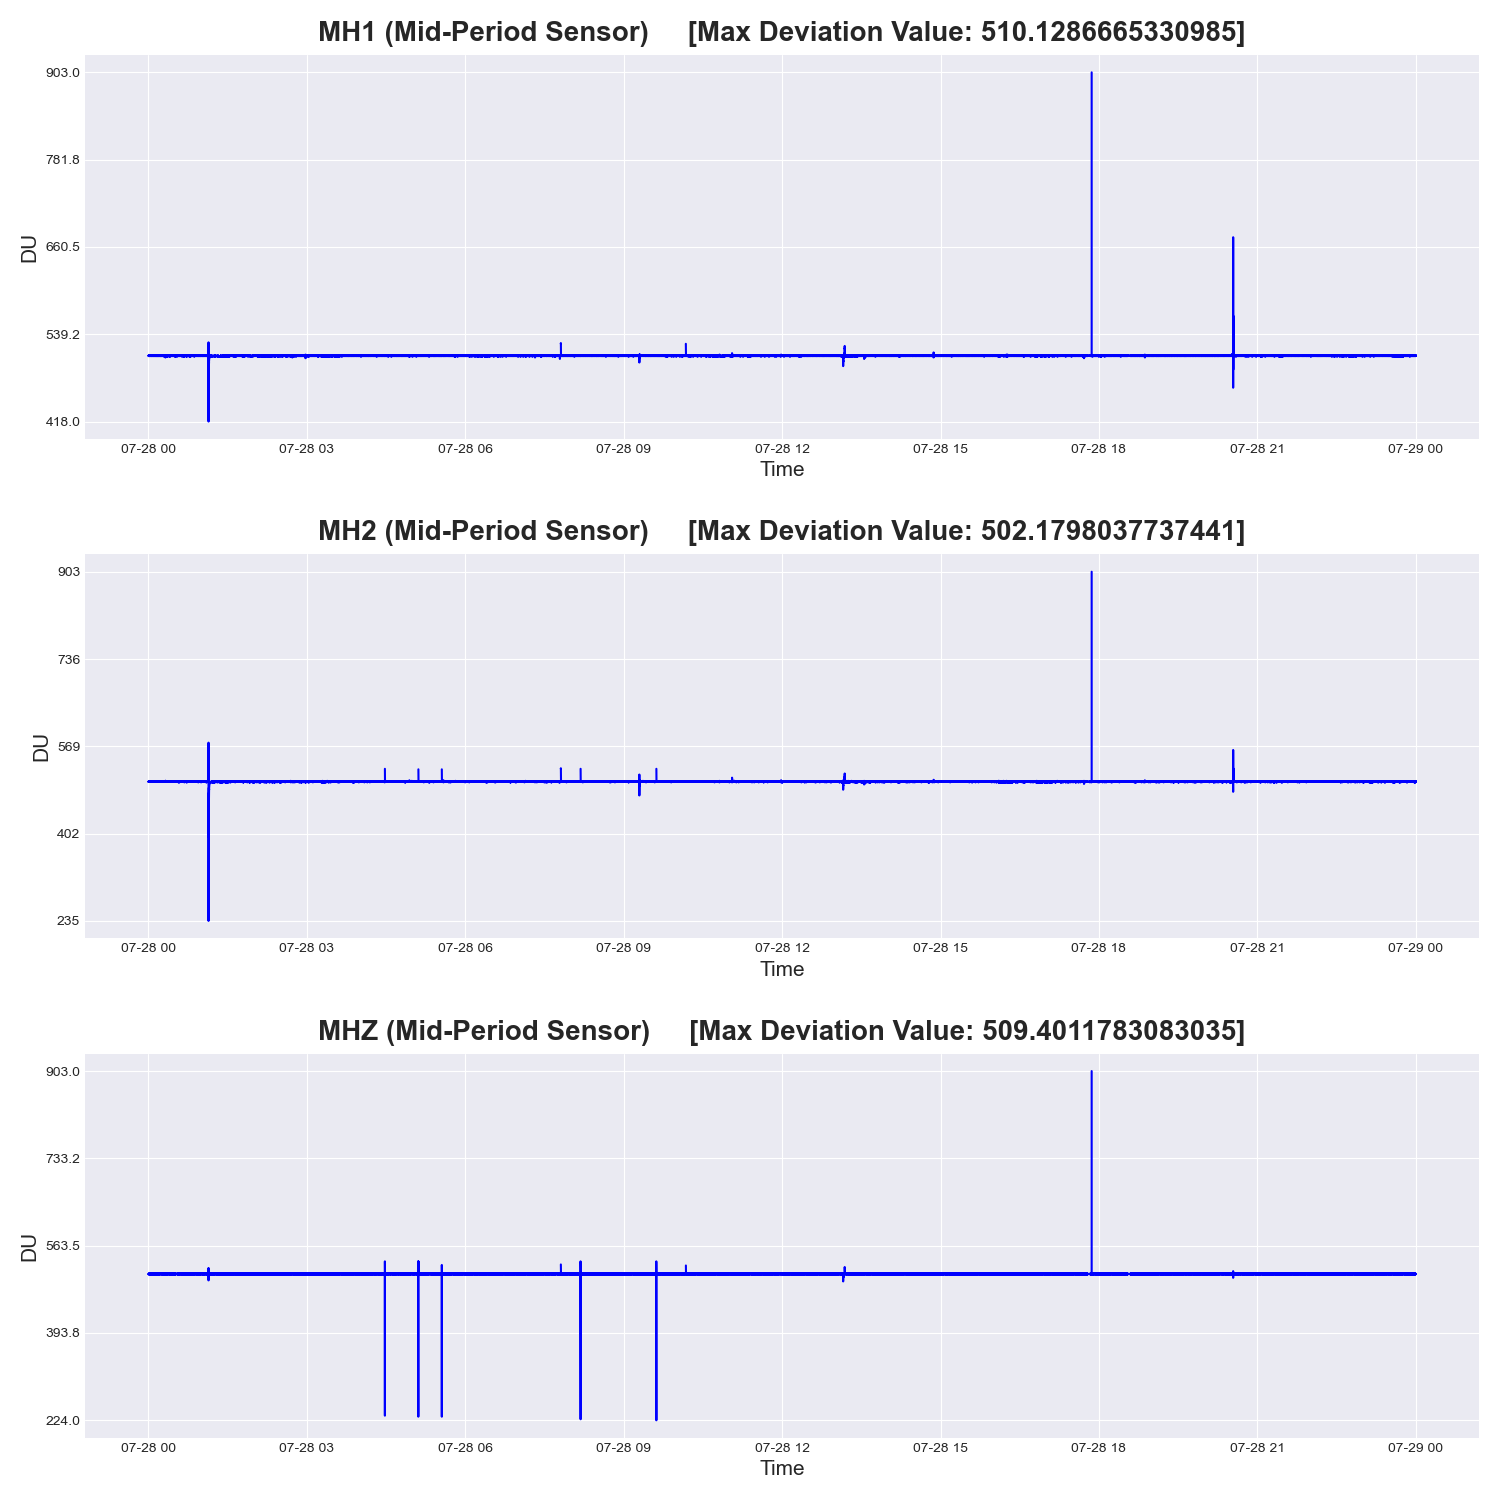 MH1 (Mid-Period Sensor) [Max Deviation Value: 510.1286665330985]
903.0
781.8
660.5
539.2
418.0
DU
07-28 00 07-28 03 07-28 06 07-28 09 07-28 12 07-28 15 07-28 18 07-28 21 07-29 00
Time
MH2 (Mid-Period Sensor) [Max Deviation Value: 502.1798037737441]
903
736
569
402
235
DU
07-28 00 07-28 03 07-28 06 07-28 09 07-28 12 07-28 15 07-28 18 07-28 21 07-29 00
Time
MHZ (Mid-Period Sensor) [Max Deviation Value: 509.4011783083035]
903.0
733.2
563.5
393.8
224.0
DU
07-28 00 07-28 03 07-28 06 07-28 09 07-28 12 07-28 15 07-28 18 07-28 21 07-29 00
Time